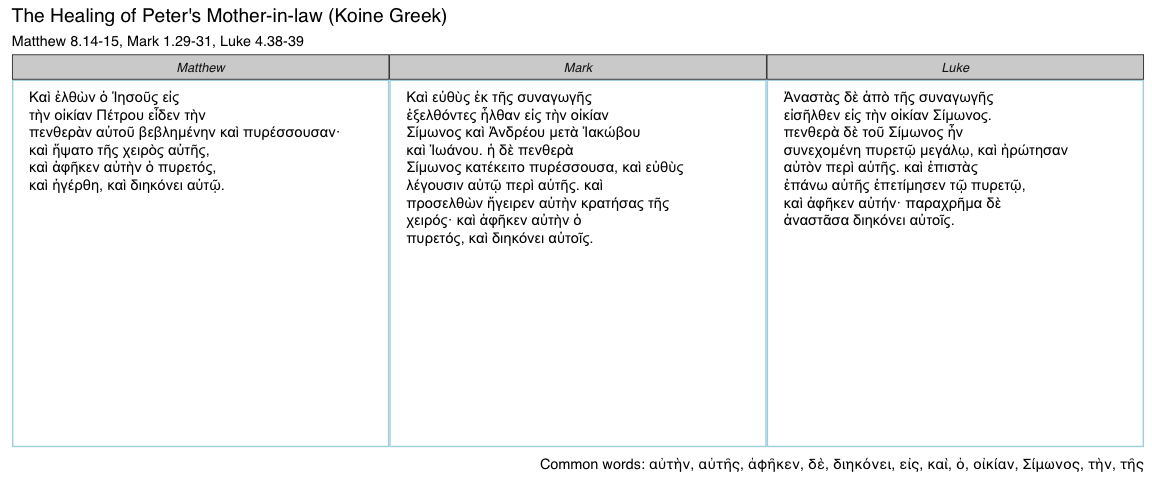 The Healing of Peter's Mother-in-law (Koine Greek)
Matthew 8.14-15, Mark 1.29-31, Luke 4.38-39
Matthew
Καὶ ἐλθὼν ὁ Ἰησοῦς εἰς
τὴν οἰκίαν Πέτρου εἶδεν τὴν
πενθερὰν αὐτοῦ βεβλημένην καὶ πυρέσσουσαν·
καὶ ἥψατο τῆς χειρὸς αὐτῆς,
καὶ ἀφῆκεν αὐτὴν ὁ πυρετός,
καὶ ἠγέρθη, καὶ διηκόνει αὐτῷ.
Mark
Καὶ εὐθὺς ἐκ τῆς συναγωγῆς
ἐξελθόντες ἦλθαν εἰς τὴν οἰκίαν
Σίμωνος καὶ Ἀνδρέου μετὰ Ἰακώβου
καὶ Ἰωάνου. ἡ δὲ πενθερὰ
Σίμωνος κατέκειτο πυρέσσουσα, καὶ εὐθὺς
λέγουσιν αὐτῷ περὶ αὐτῆς. καὶ
προσελθὼν ἤγειρεν αὐτὴν κρατήσας τῆς
χειρός· καὶ ἀφῆκεν αὐτὴν ὁ
πυρετός, καὶ διηκόνει αὐτοῖς.
Luke
Ἀναστὰς δὲ ἀπὸ τῆς συναγωγῆς
εἰσῆλθεν εἰς τὴν οἰκίαν Σίμωνος.
πενθερὰ δὲ τοῦ Σίμωνος ἦν
συνεχομένη πυρετῷ μεγάλῳ, καὶ ἠρώτησαν
αὐτὸν περὶ αὐτῆς. καὶ ἐπιστὰς
ἐπάνω αὐτῆς ἐπετίμησεν τῷ πυρετῷ,
καὶ ἀφῆκεν αὐτήν· παραχρῆμα δὲ
ἀναστᾶσα διηκόνει αὐτοῖς.
Common words: αὐτὴν, αὐτῆς, ἀφῆκεν, δὲ, διηκόνει, εἰς, καὶ, ὁ, οἰκίαν, Σίμωνος, τὴν, τῆς